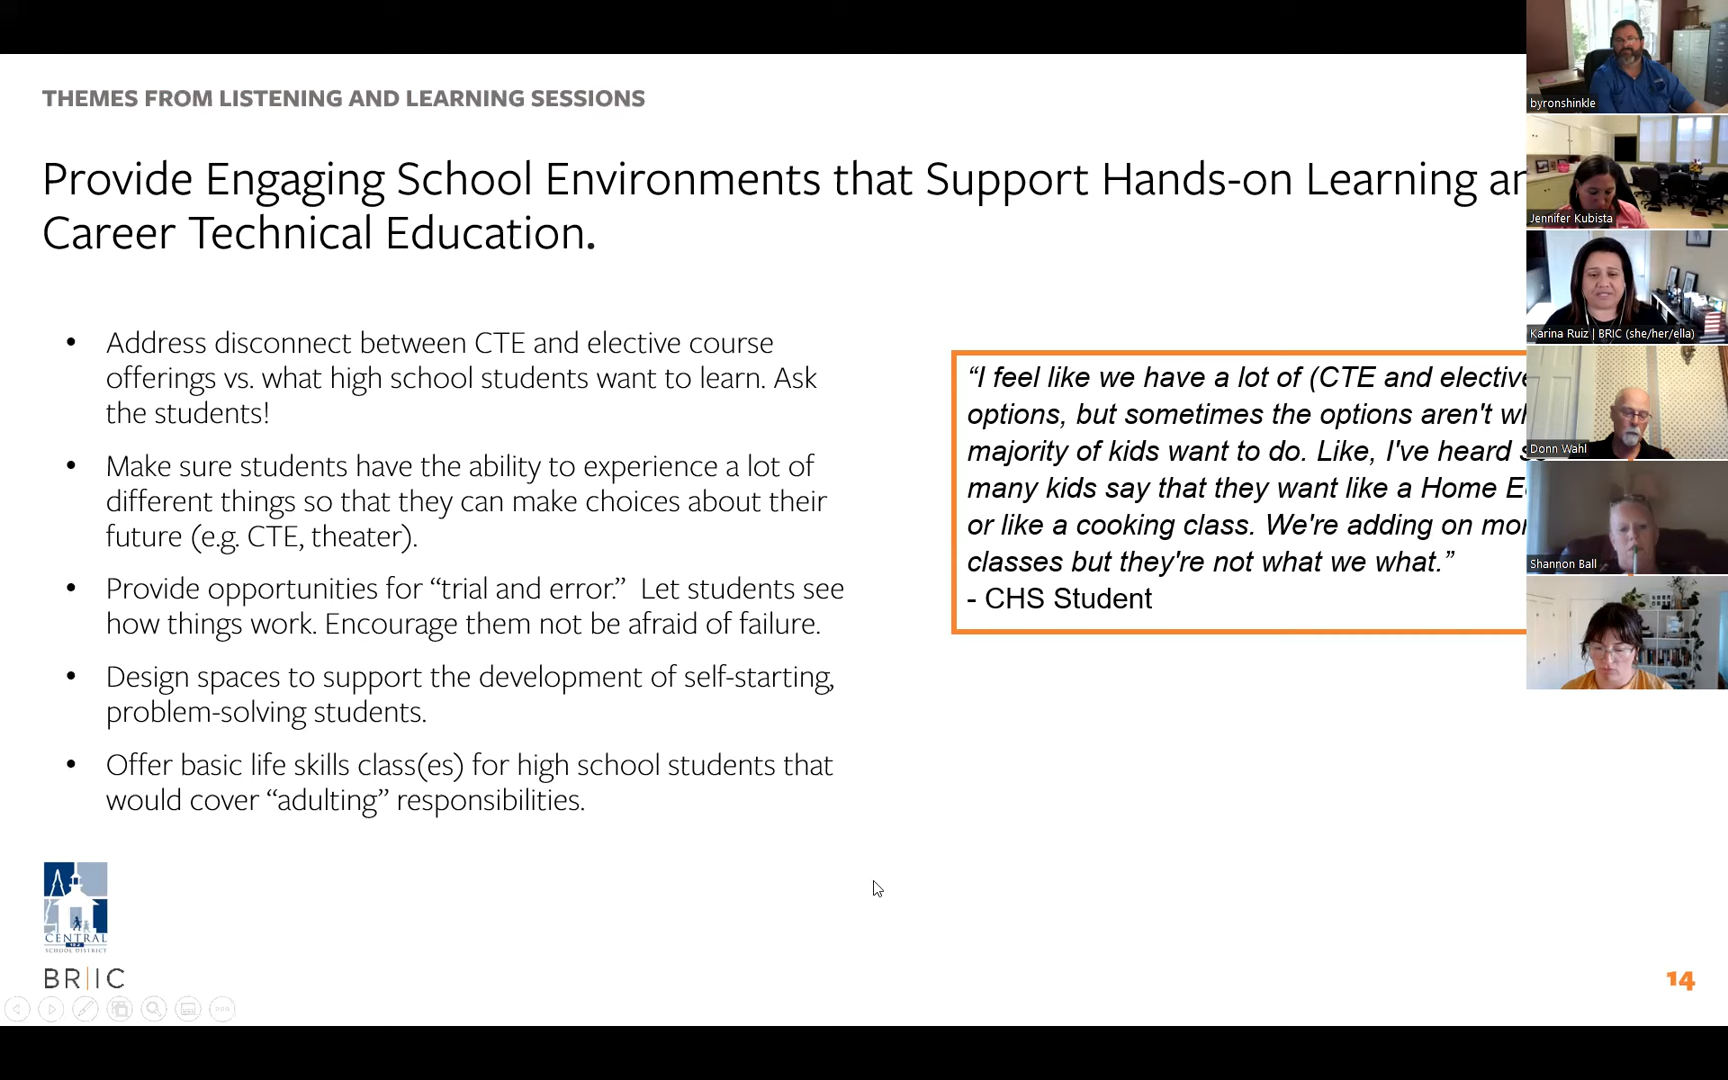 THEMES FROM LISTENING AND LEARNING SESSIONS
Provide Engaging School Environments that Support Hands-on Learning
Career Technical Education.
• Address disconnect between CTE and elective course
offerings vs. what high school students want to learn. Ask
the students!
• Make sure students have the ability to experience a lot of
different things so that they can make choices about their
future (e.g. CTE, theater).
• Provide opportunities for “trial and error.” Let students see
how things work. Encourage them not be afraid of failure.
• Design spaces to support the development of self-starting,
problem-solving students.
• Offer basic life skills class(es) for high school students that
would cover “adulting” responsibilities.
“I feel like we have a lot of (CTE and elective
options, but sometimes the options aren't
majority of kids want to do. Like, I've heard
many kids say that they want like a Home
or like a cooking class. We're adding on
classes but they're not what we what.”
- CHS Student
byronshinkle
Jennifer Kubista
Karina Ruiz | BRIC (she/her/ella)
Donn Wahl
Shannon Ball
CENTRAL
SCHOOL DISTRICT
BR|IC
14